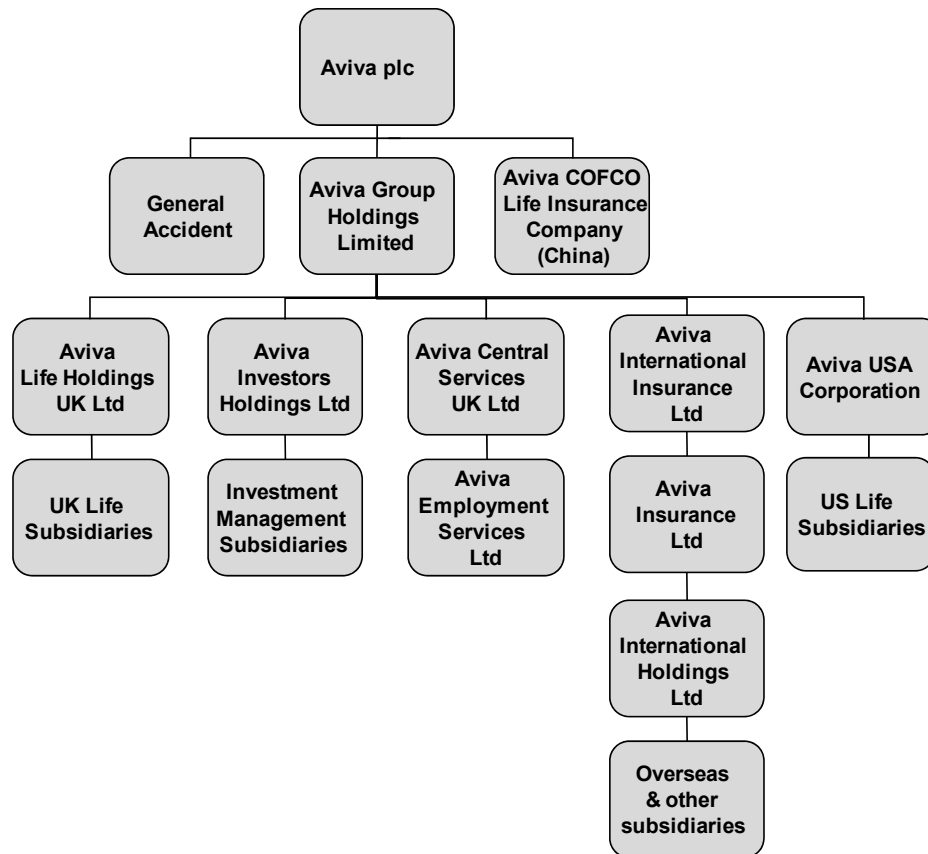 Aviva plc
General
Accident
Aviva Group
Holdings
Limited
Aviva COFCO
Life Insurance
Company
(China)
Aviva
Life Holdings
UK Ltd
Aviva
Investors
Holdings Ltd
Aviva Central
Services
UK Ltd
Aviva
International
Insurance
Ltd
Aviva USA
Corporation
UK Life
Subsidiaries
Investment
Management
Subsidiaries
Aviva
Employment
Services
Ltd
Aviva
Insurance
Ltd
US Life
Subsidiaries
Aviva
International
Holdings
Ltd
Overseas
& other
subsidiaries